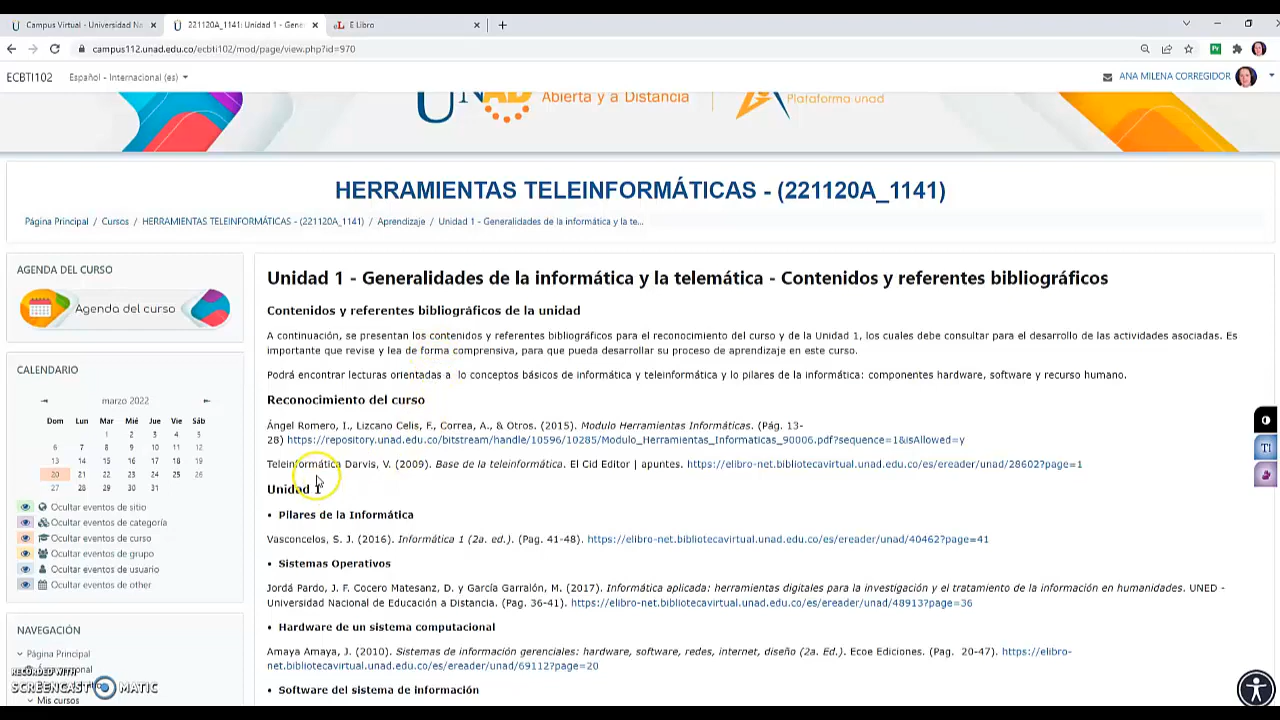 Campus Virtual - Universidad Na
221120A_1141: Unidad 1 - Gene
eL E Libro
campus112.unad.edu.co/ecbti102/mod/page/view.php?id=970
ECBTI102 Español - Internacional (es)
ANA MILENA CORREGIDOR
UNAD Abierta y a Distancia
Plataforma unad
HERRAMIENTAS TELEINFORMÁTICAS - (221120A_1141)
Página Principal / Cursos / HERRAMIENTAS TELEINFORMÁTICAS - (221120A_1141) / Aprendizaje / Unidad 1 - Generalidades de la informática y la te...
AGENDA DEL CURSO
Agenda del curso
CALENDARIO
marzo 2022
Dom Lun Mar Mié Jue Vie Sáb
1 2 3 4 5
6 7 8 9 10 11 12
13 14 15 16 17 18 19
20 21 22 23 24 25 26
27 28 29 30 31
Ocultar eventos de sitio
Ocultar eventos de categoría
Ocultar eventos de curso
Ocultar eventos de grupo
Ocultar eventos de usuario
Ocultar eventos de other
NAVEGACIÓN
Página Principal
RECORDED WITH
SCREENCAST MATIC
Mis cursos
Unidad 1 - Generalidades de la informática y la telemática - Contenidos y referentes bibliográficos
Contenidos y referentes bibliográficos de la unidad
A continuación, se presentan los contenidos y referentes bibliográficos para el reconocimiento del curso y de la Unidad 1, los cuales debe consultar para el desarrollo de las actividades asociadas. Es
importante que revise y lea de forma comprensiva, para que pueda desarrollar su proceso de aprendizaje en este curso.
Podrá encontrar lecturas orientadas a lo conceptos básicos de informática y teleinformática y lo pilares de la informática: componentes hardware, software y recurso humano.
Reconocimiento del curso
Ángel Romero, I., Lizcano Celis, F., Correa, A., & Otros. (2015). Modulo Herramientas Informáticas. (Pág. 13-
28) https://repository.unad.edu.co/bitstream/handle/10596/10285/Modulo_Herramientas_Informaticas_90006.pdf?sequence=1&isAllowed=y
Teleinformática Darvis, V. (2009). Base de la teleinformática. El Cid Editor | apuntes. https://elibro-net.bibliotecavirtual.unad.edu.co/es/ereader/unad/28602?page=1
Unidad 1
• Pilares de la Informática
Vasconcelos, S. J. (2016). Informática 1 (2a. ed.). (Pag. 41-48). https://elibro-net.bibliotecavirtual.unad.edu.co/es/ereader/unad/40462?page=41
• Sistemas Operativos
Jordá Pardo, J. F. Cocero Matesanz, D. y García Garralón, M. (2017). Informática aplicada: herramientas digitales para la investigación y el tratamiento de la información en humanidades. UNED -
Universidad Nacional de Educación a Distancia. (Pag. 36-41). https://elibro-net.bibliotecavirtual.unad.edu.co/es/ereader/unad/48913?page=36
• Hardware de un sistema computacional
Amaya Amaya, J. (2010). Sistemas de información gerenciales: hardware, software, redes, internet, diseño (2a. Ed.). Ecoe Ediciones. (Pag. 20-47). https://elibro-
net.bibliotecavirtual.unad.edu.co/es/ereader/unad/69112?page=20
• Software del sistema de información